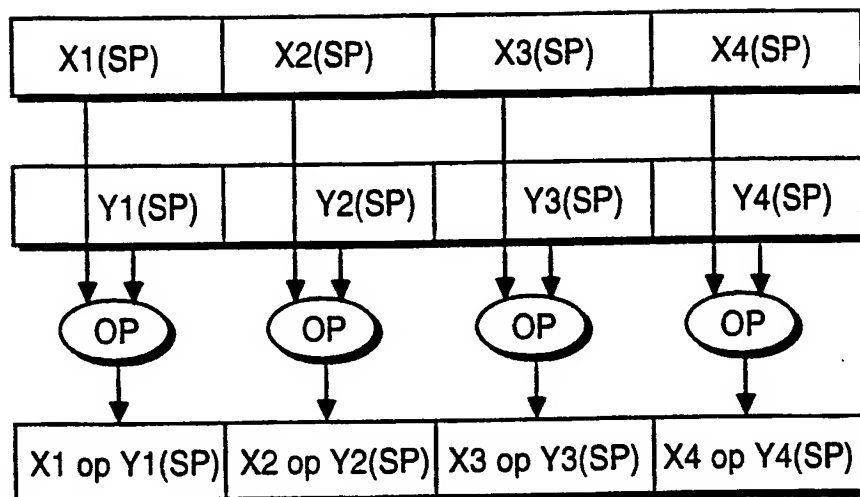 X1(SP) X2(SP) X3(SP) X4(SP)
Y1(SP) Y2(SP) Y3(SP) Y4(SP)
OP OP OP OP
X1 op Y1(SP) X2 op Y2(SP) X3 op Y3(SP) X4 op Y4(SP)